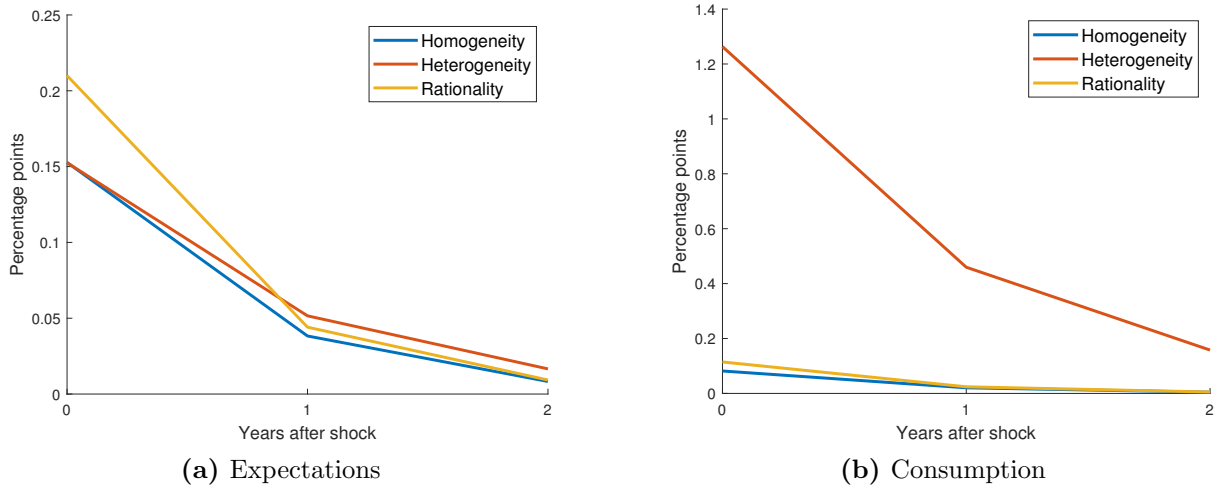 0.25
0.2
0.15
0.1
0.05
0
Percentage points
Homogeneity
Heterogeneity
Rationality
0 1 2
Years after shock
(a) Expectations
1.4
1.2
1
0.8
0.6
0.4
0.2
0
Percentage points
Homogeneity
Heterogeneity
Rationality
0 1 2
Years after shock
(b) Consumption